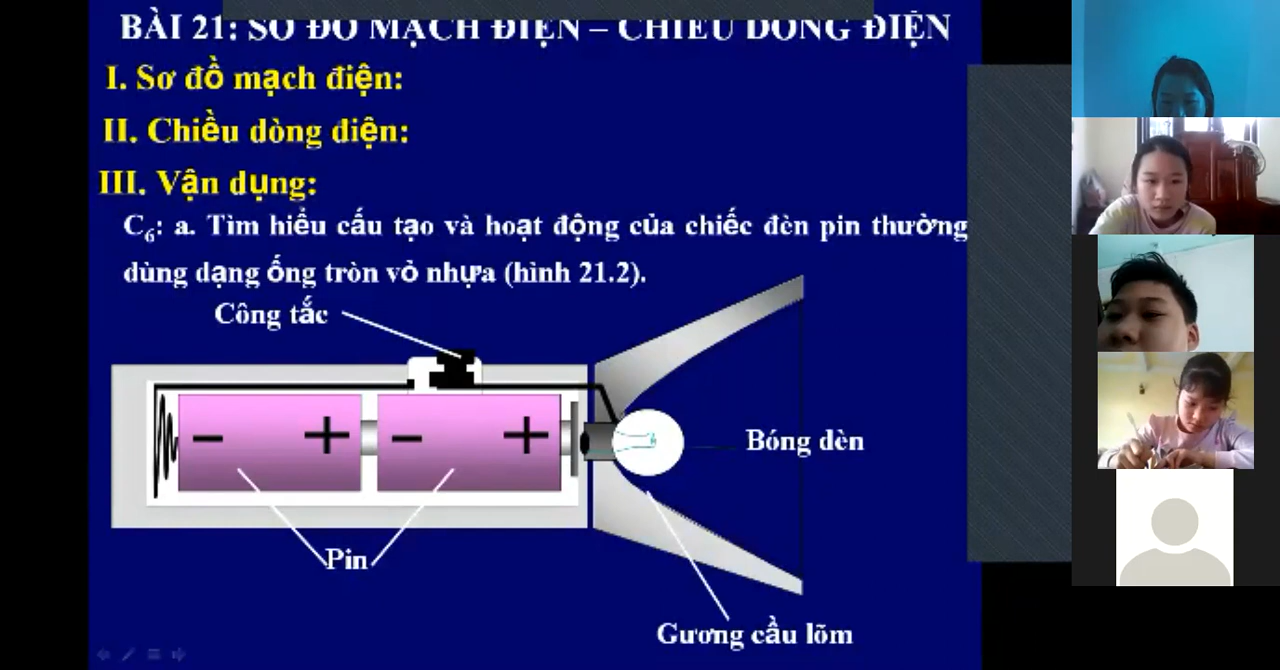 BÀI 21: SƠ ĐỒ MẠCH ĐIỆN – CHIỀU DÒNG ĐIỆN
I. Sơ đồ mạch điện:
II. Chiều dòng điện:
III. Vận dụng:
C6: a. Tìm hiểu cấu tạo và hoạt động của chiếc đèn pin thường
dùng dạng ống tròn vỏ nhựa (hình 21.2).
Công tắc
− + − +
Bóng đèn
Pin
Gương cầu lõm